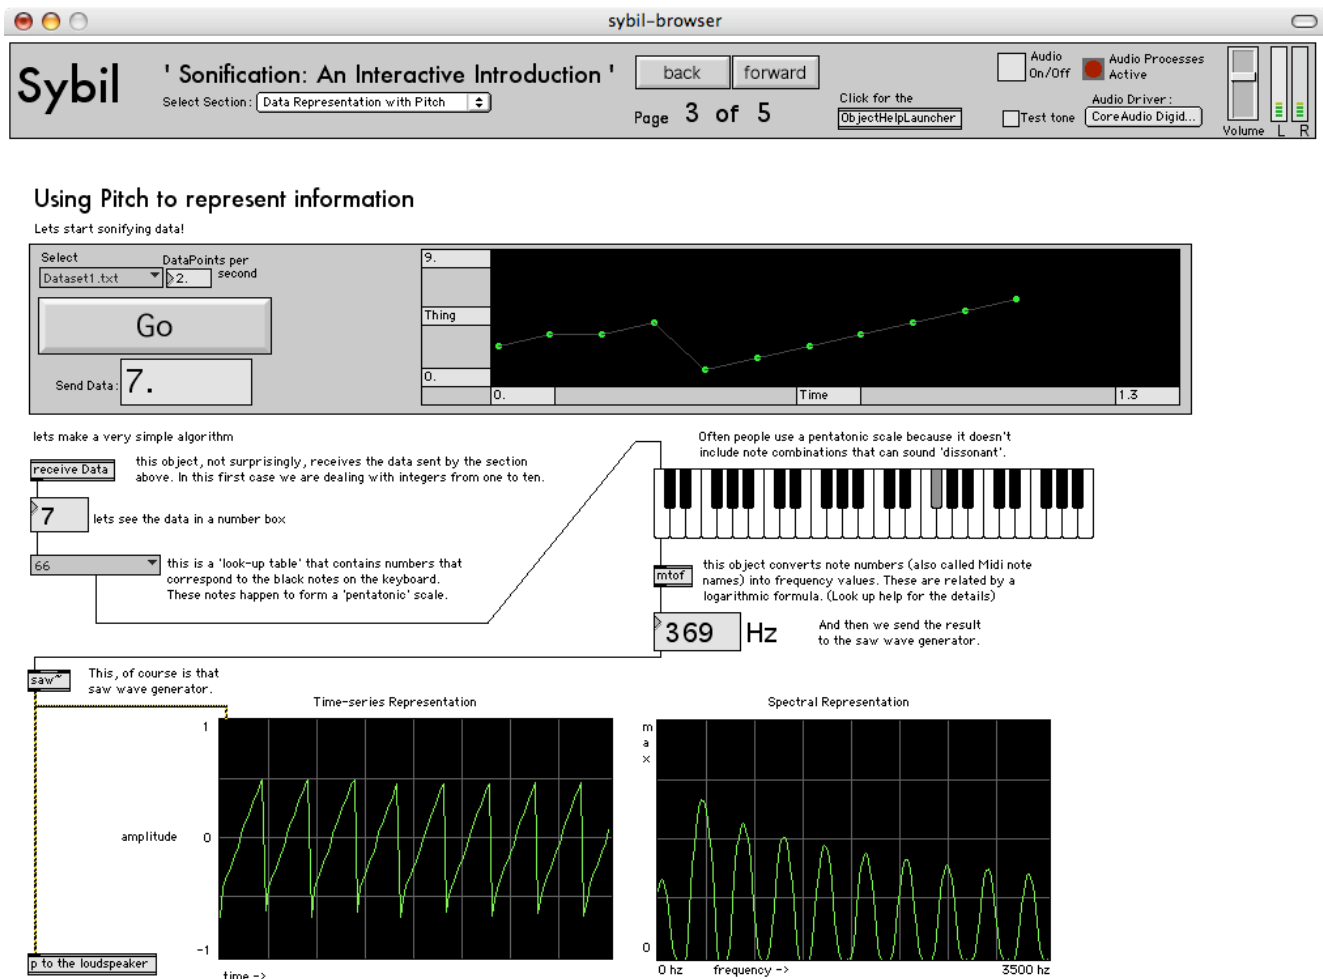 sybil-browser
Sybil
' Sonification: An Interactive Introduction '
Select Section: Data Representation with Pitch
back
forward
Page 3 of 5
Click for the
ObjectHelpLauncher
Audio
On/Off
Audio Processes
Active
Test tone
Audio Driver:
CoreAudio Digid...
Volume L R
Using Pitch to represent information
Lets start sonifying data!
Select
Dataset1.txt
DataPoints per
2. second
Go
Send Data: 7.
9.
Thing
0.
0. Time 1.3
lets make a very simple algorithm
receive Data
this object, not surprisingly, receives the data sent by the section
above. In this first case we are dealing with integers from one to ten.
7
lets see the data in a number box
66
this is a 'look-up table' that contains numbers that
correspond to the black notes on the keyboard.
These notes happen to form a 'pentatonic' scale.
Often people use a pentatonic scale because it doesn't
include note combinations that can sound 'dissonant'.
mtof
this object converts note numbers (also called Midi note
names) into frequency values. These are related by a
logarithmic formula. (Look up help for the details)
369 Hz
And then we send the result
to the saw wave generator.
saw~
This, of course is that
saw wave generator.
Time-series Representation
1
amplitude 0
-1
time ->
p to the loudspeaker
Spectral Representation
m
a
x
0
0 hz frequency -> 3500 hz